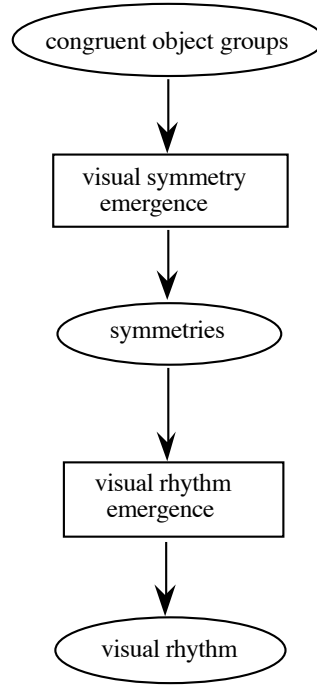 congruent object groups
visual symmetry
emergence
symmetries
visual rhythm
emergence
visual rhythm